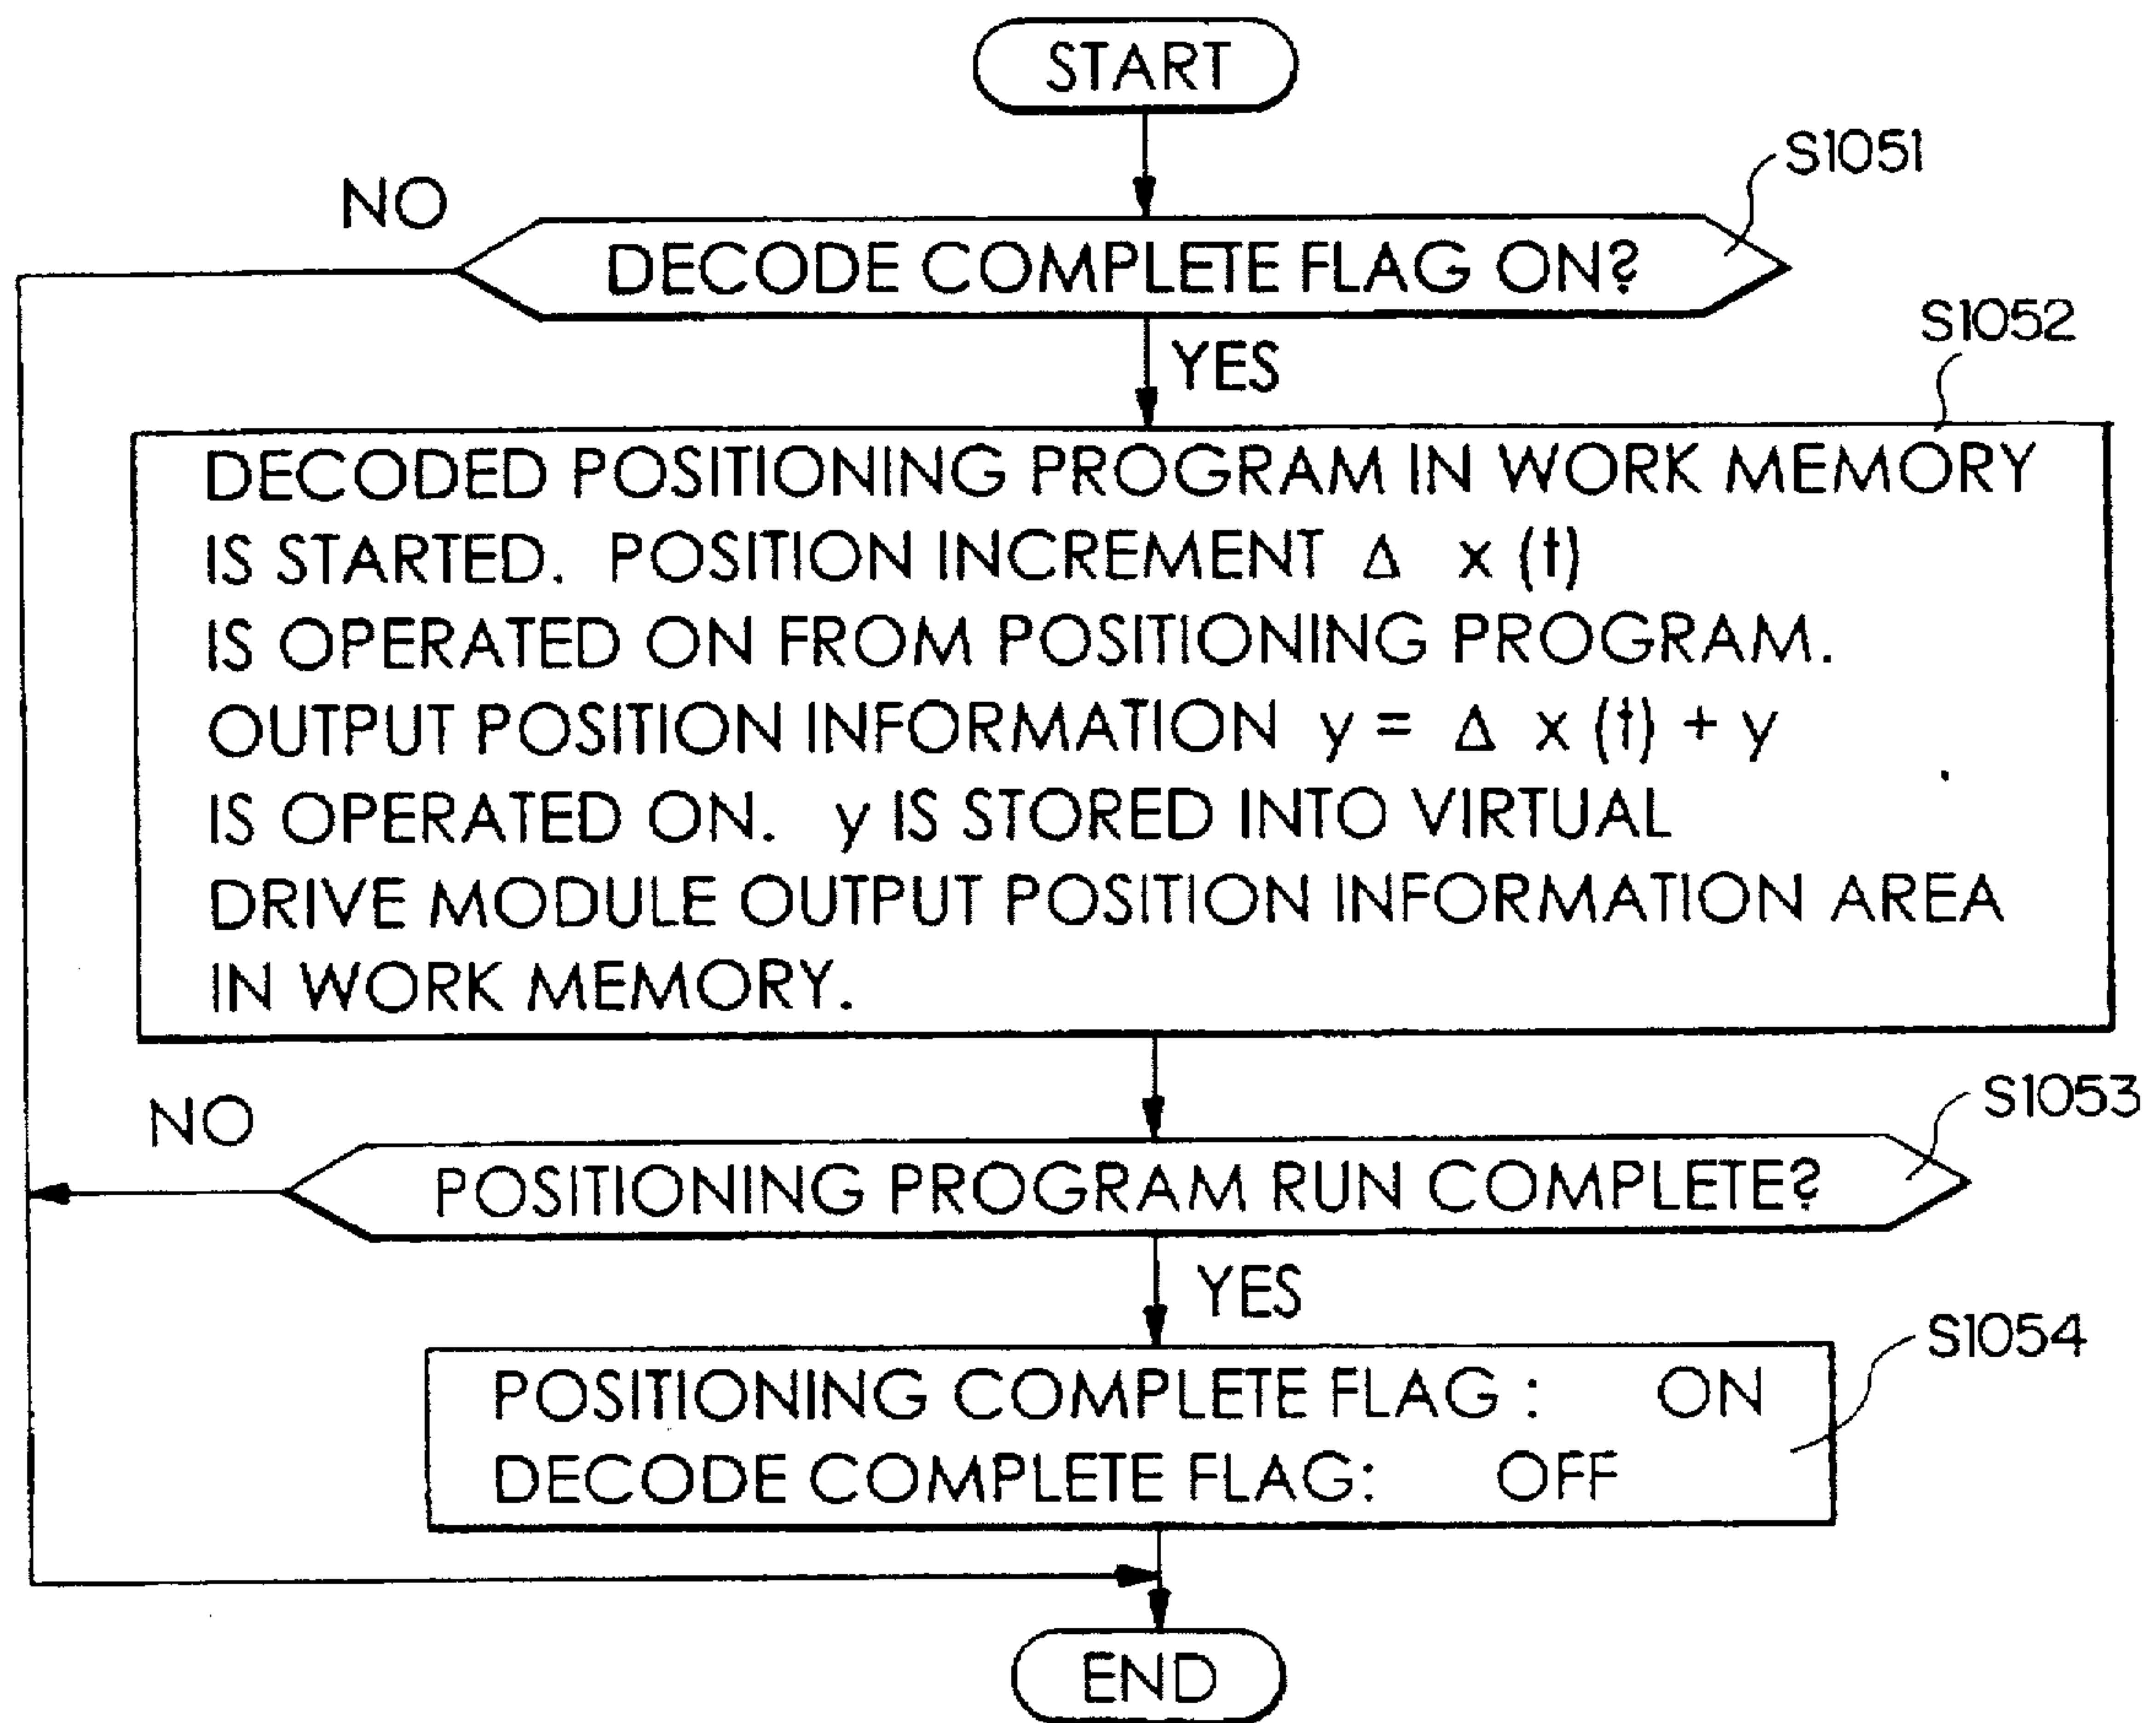 START
S1051
NO
DECODE COMPLETE FLAG ON?
S1052
YES
DECODED POSITIONING PROGRAM IN WORK MEMORY
IS STARTED. POSITION INCREMENT Δ x (t)
IS OPERATED ON FROM POSITIONING PROGRAM.
OUTPUT POSITION INFORMATION y = Δ x (t) + y
IS OPERATED ON. y IS STORED INTO VIRTUAL
DRIVE MODULE OUTPUT POSITION INFORMATION AREA
IN WORK MEMORY.
S1053
NO
POSITIONING PROGRAM RUN COMPLETE?
YES
S1054
POSITIONING COMPLETE FLAG : ON
DECODE COMPLETE FLAG: OFF
END